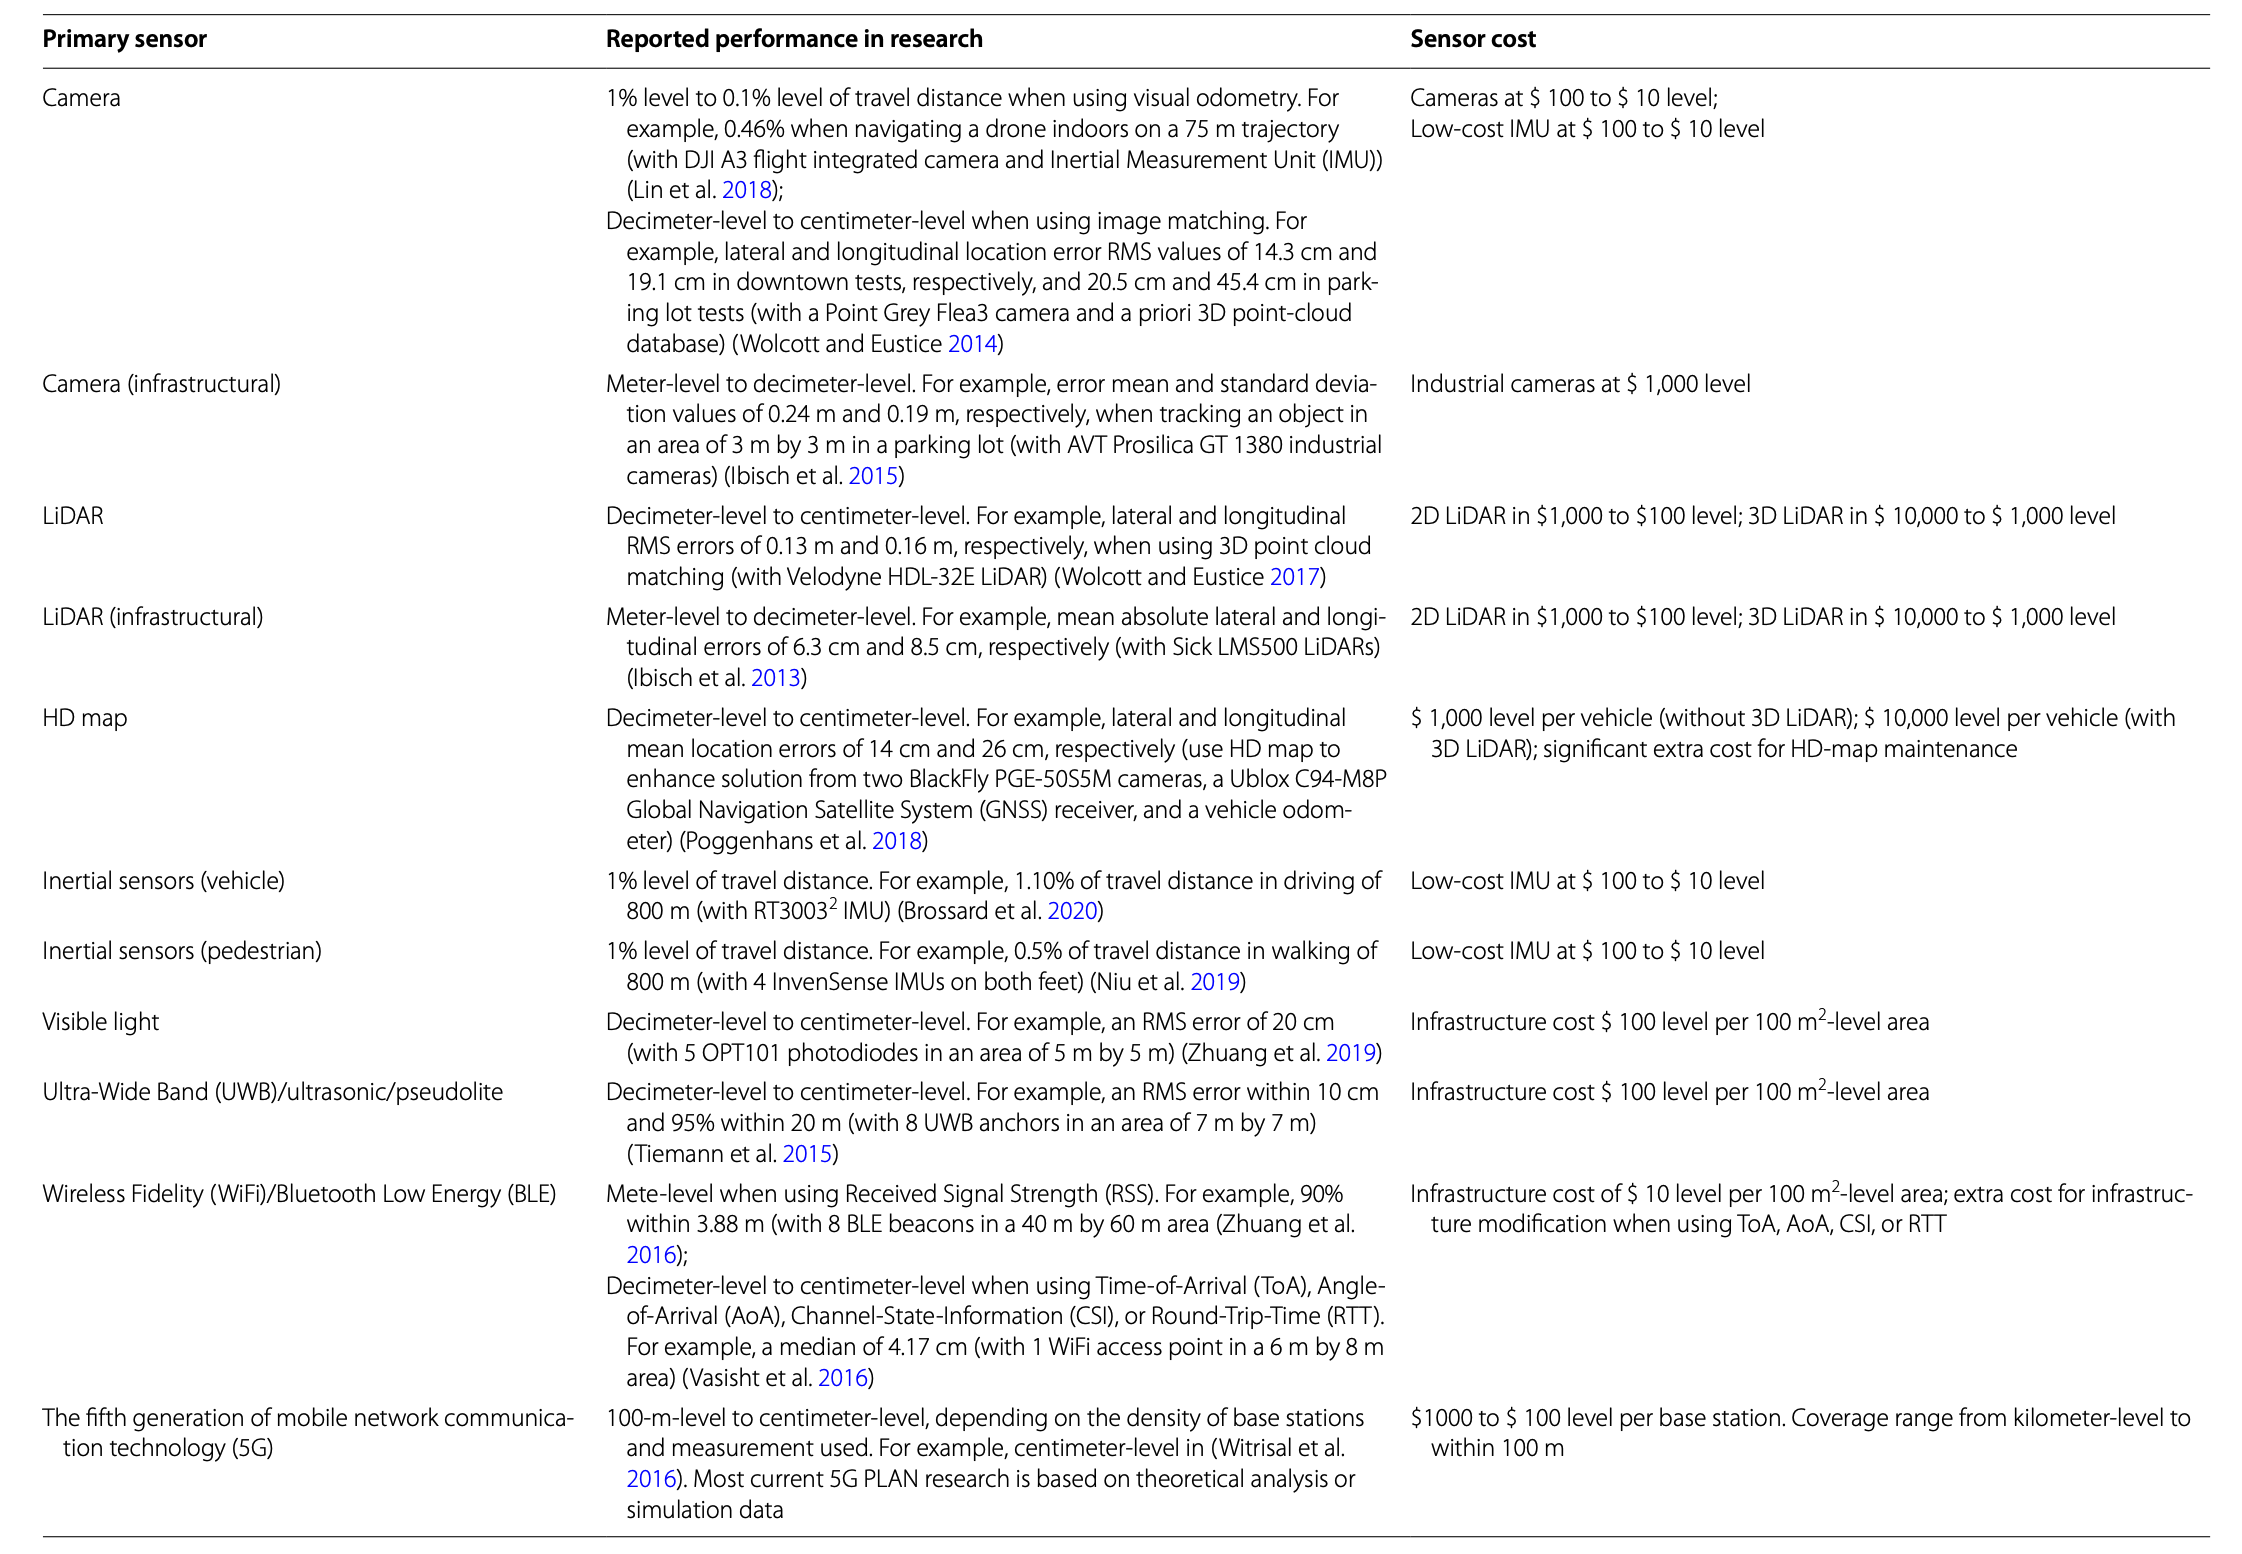 Primary sensor Reported performance in research Sensor cost
Camera 1% level to 0.1% level of travel distance when using visual odometry. For Cameras at $ 100 to $ 10 level;
example, 0.46% when navigating a drone indoors on a 75 m trajectory Low-cost IMU at $ 100 to $ 10 level
(with DJI A3 flight integrated camera and Inertial Measurement Unit (IMU))
(Lin et al. 2018);
Decimeter-level to centimeter-level when using image matching. For
example, lateral and longitudinal location error RMS values of 14.3 cm and
19.1 cm in downtown tests, respectively, and 20.5 cm and 45.4 cm in park-
ing lot tests (with a Point Grey Flea3 camera and a priori 3D point-cloud
database) (Wolcott and Eustice 2014)
Camera (infrastructural) Meter-level to decimeter-level. For example, error mean and standard devia- Industrial cameras at $ 1,000 level
tion values of 0.24 m and 0.19 m, respectively, when tracking an object in
an area of 3 m by 3 m in a parking lot (with AVT Prosilica GT 1380 industrial
cameras) (Ibisch et al. 2015)
LiDAR Decimeter-level to centimeter-level. For example, lateral and longitudinal 2D LiDAR in $1,000 to $100 level; 3D LiDAR in $ 10,000 to $ 1,000 level
RMS errors of 0.13 m and 0.16 m, respectively, when using 3D point cloud
matching (with Velodyne HDL-32E LiDAR) (Wolcott and Eustice 2017)
LiDAR (infrastructural) Meter-level to decimeter-level. For example, mean absolute lateral and longi- 2D LiDAR in $1,000 to $100 level; 3D LiDAR in $ 10,000 to $ 1,000 level
tudinal errors of 6.3 cm and 8.5 cm, respectively (with Sick LMS500 LiDARs)
(Ibisch et al. 2013)
HD map Decimeter-level to centimeter-level. For example, lateral and longitudinal $ 1,000 level per vehicle (without 3D LiDAR); $ 10,000 level per vehicle (with
mean location errors of 14 cm and 26 cm, respectively (use HD map to 3D LiDAR); significant extra cost for HD-map maintenance
enhance solution from two BlackFly PGE-50S5M cameras, a Ublox C94-M8P
Global Navigation Satellite System (GNSS) receiver, and a vehicle odom-
eter) (Poggenhans et al. 2018)
Inertial sensors (vehicle) 1% level of travel distance. For example, 1.10% of travel distance in driving of Low-cost IMU at $ 100 to $ 10 level
800 m (with RT3003² IMU) (Brossard et al. 2020)
Inertial sensors (pedestrian) 1% level of travel distance. For example, 0.5% of travel distance in walking of Low-cost IMU at $ 100 to $ 10 level
800 m (with 4 InvenSense IMUs on both feet) (Niu et al. 2019)
Visible light Decimeter-level to centimeter-level. For example, an RMS error of 20 cm Infrastructure cost $ 100 level per 100 m²-level area
(with 5 OPT101 photodiodes in an area of 5 m by 5 m) (Zhuang et al. 2019)
Ultra-Wide Band (UWB)/ultrasonic/pseudolite Decimeter-level to centimeter-level. For example, an RMS error within 10 cm Infrastructure cost $ 100 level per 100 m²-level area
and 95% within 20 m (with 8 UWB anchors in an area of 7 m by 7 m)
(Tiemann et al. 2015)
Wireless Fidelity (WiFi)/Bluetooth Low Energy (BLE) Mete-level when using Received Signal Strength (RSS). For example, 90% Infrastructure cost of $ 10 level per 100 m²-level area; extra cost for infrastruc-
within 3.88 m (with 8 BLE beacons in a 40 m by 60 m area (Zhuang et al. ture modification when using ToA, AoA, CSI, or RTT
2016);
Decimeter-level to centimeter-level when using Time-of-Arrival (ToA), Angle-
of-Arrival (AoA), Channel-State-Information (CSI), or Round-Trip-Time (RTT).
For example, a median of 4.17 cm (with 1 WiFi access point in a 6 m by 8 m
area) (Vasisht et al. 2016)
The fifth generation of mobile network communica- 100-m-level to centimeter-level, depending on the density of base stations $1000 to $ 100 level per base station. Coverage range from kilometer-level to
tion technology (5G) and measurement used. For example, centimeter-level in (Witrisal et al. within 100 m
2016). Most current 5G PLAN research is based on theoretical analysis or
simulation data